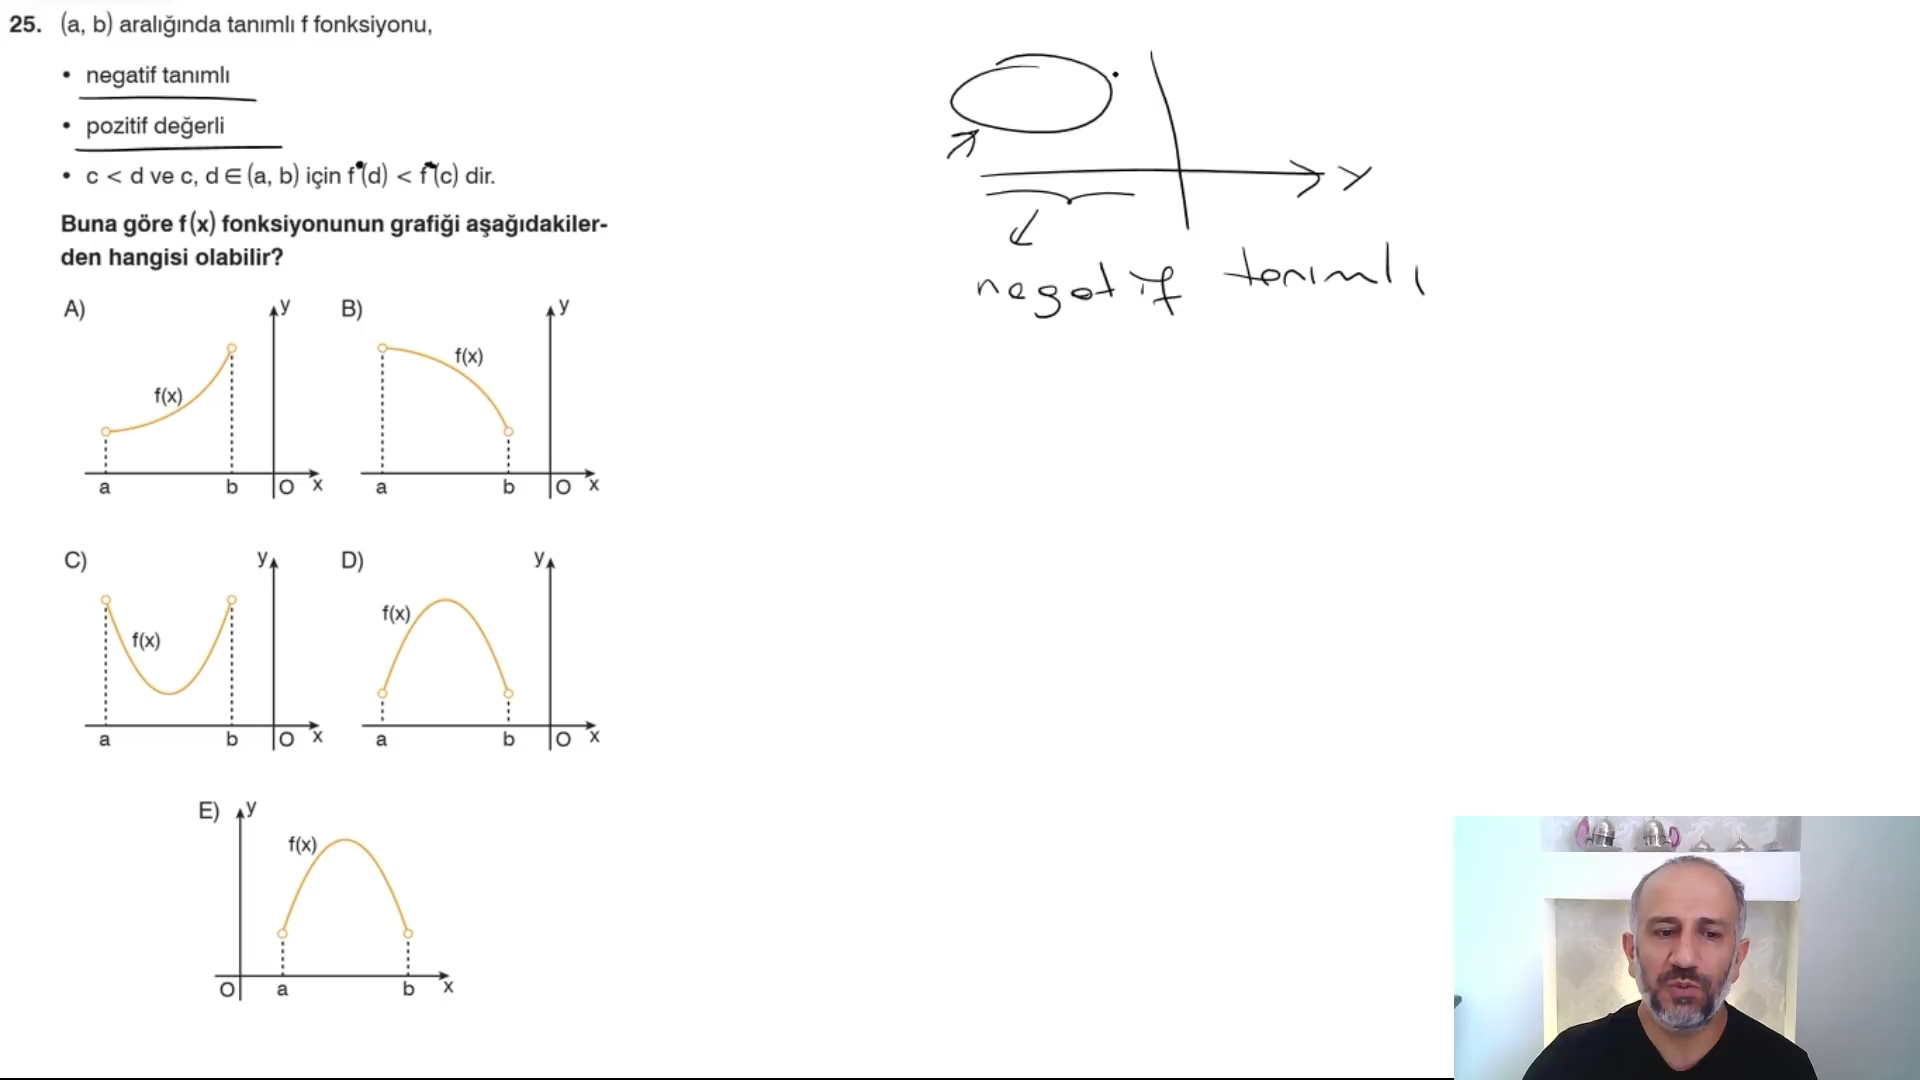 25. (a, b) aralığında tanımlı f fonksiyonu,
• negatif tanımlı
• pozitif değerli
• c < d ve c, d ∈ (a, b) için f(d) < f(c) dir.
Buna göre f(x) fonksiyonunun grafiği aşağıdakiler-
den hangisi olabilir?
A) y f(x) a b O x
B) y f(x) a b O x
C) y f(x) a b O x
D) y f(x) a b O x
E) y f(x) O a b x
y
negatif tanımlı